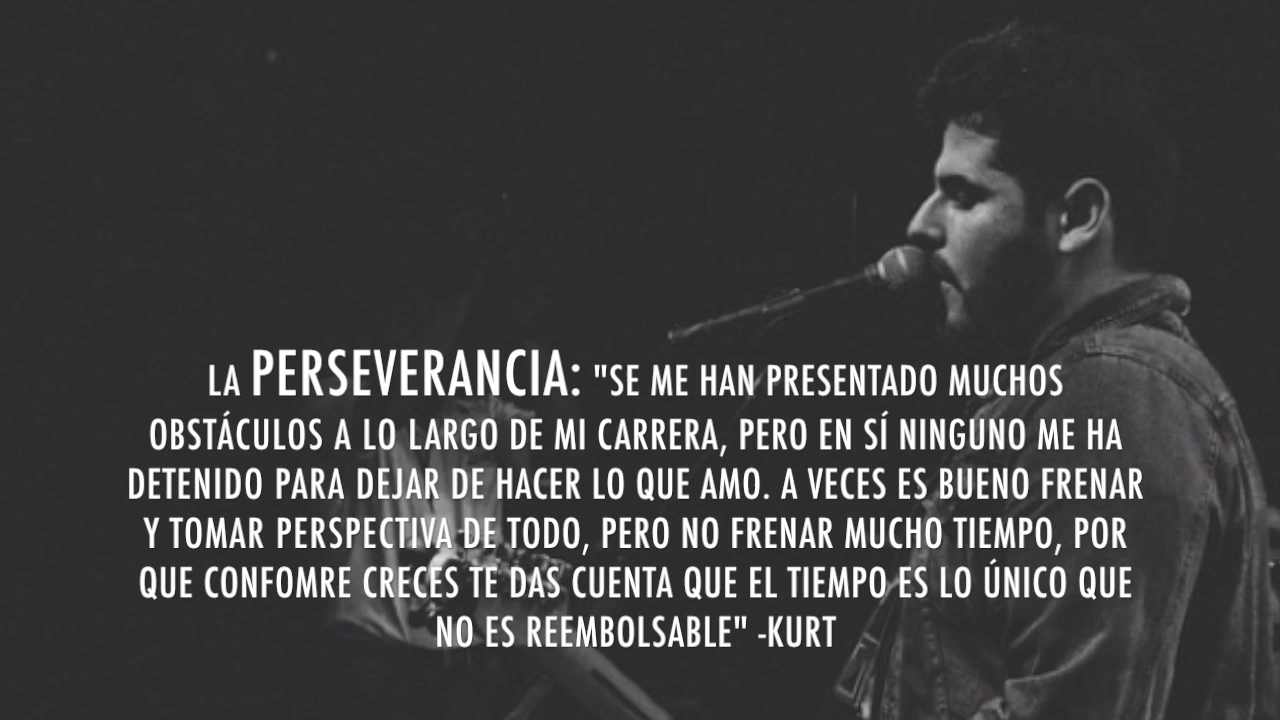 LA PERSEVERANCIA: "SE ME HAN PRESENTADO MUCHOS
OBSTÁCULOS A LO LARGO DE MI CARRERA, PERO EN SÍ NINGUNO ME HA
DETENIDO PARA DEJAR DE HACER LO QUE AMO. A VECES ES BUENO FRENAR
Y TOMAR PERSPECTIVA DE TODO, PERO NO FRENAR MUCHO TIEMPO, POR
QUE CONFOMRE CRECES TE DAS CUENTA QUE EL TIEMPO ES LO ÚNICO QUE
NO ES REEMBOLSABLE" -KURT